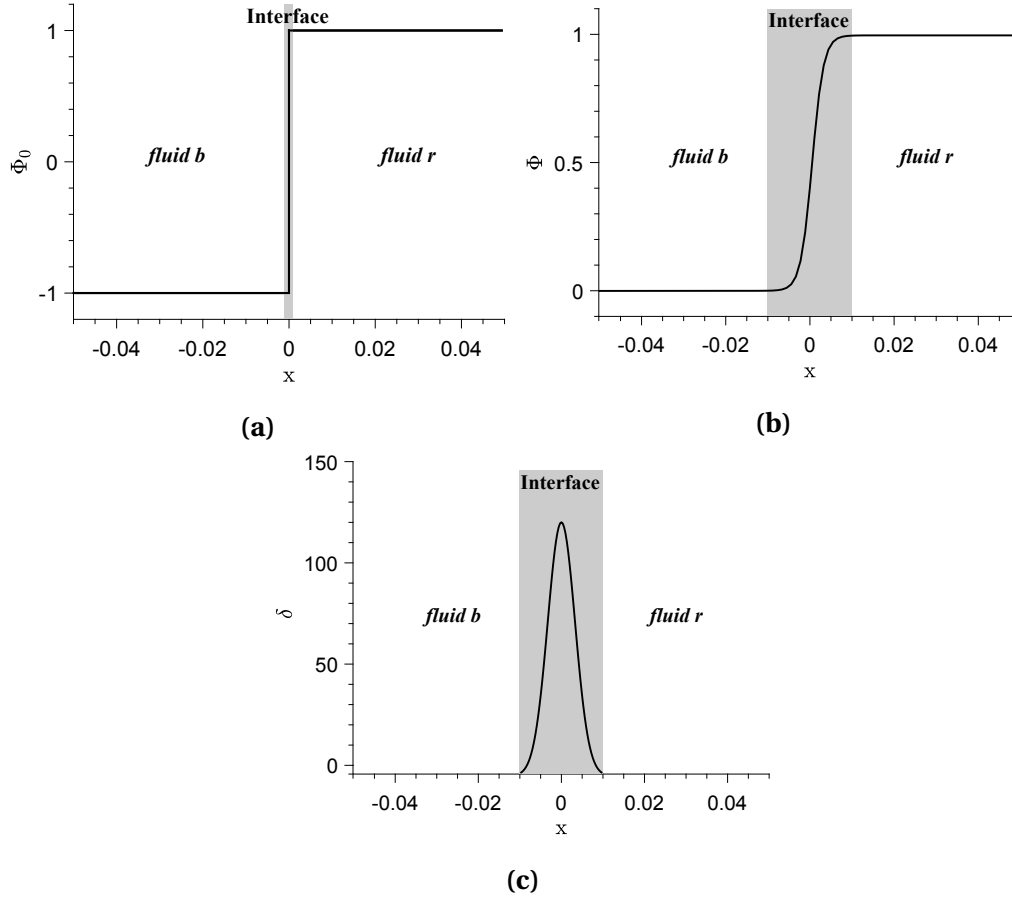 Interface
1
0
-1
Φ₀
fluid b
fluid r
-0.04
-0.02
0
0.02
0.04
x
(a)
Interface
1
0.5
0
Φ
fluid b
fluid r
-0.04
-0.02
0
0.02
0.04
x
(b)
Interface
150
100
50
0
δ
fluid b
fluid r
-0.04
-0.02
0
0.02
0.04
x
(c)